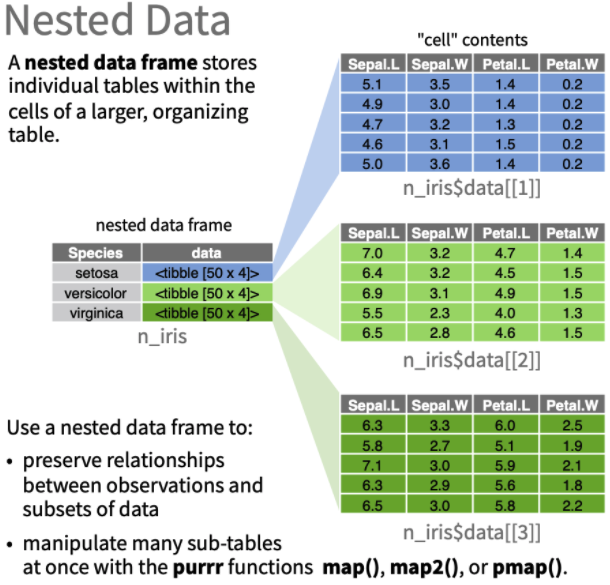 Nested Data
A nested data frame stores
individual tables within the
cells of a larger, organizing
table.
"cell" contents
Sepal.L Sepal.W Petal.L Petal.W
5.1 3.5 1.4 0.2
4.9 3.0 1.4 0.2
4.7 3.2 1.3 0.2
4.6 3.1 1.5 0.2
5.0 3.6 1.4 0.2
n_iris$data[[1]]
nested data frame
Species data
setosa <tibble [50 x 4]>
versicolor <tibble [50 x 4]>
virginica <tibble [50 x 4]>
n_iris
Sepal.L Sepal.W Petal.L Petal.W
7.0 3.2 4.7 1.4
6.4 3.2 4.5 1.5
6.9 3.1 4.9 1.5
5.5 2.3 4.0 1.3
6.5 2.8 4.6 1.5
n_iris$data[[2]]
Sepal.L Sepal.W Petal.L Petal.W
6.3 3.3 6.0 2.5
5.8 2.7 5.1 1.9
7.1 3.0 5.9 2.1
6.3 2.9 5.6 1.8
6.5 3.0 5.8 2.2
n_iris$data[[3]]
Use a nested data frame to:
• preserve relationships
between observations and
subsets of data
• manipulate many sub-tables
at once with the purrr functions map(), map2(), or pmap().